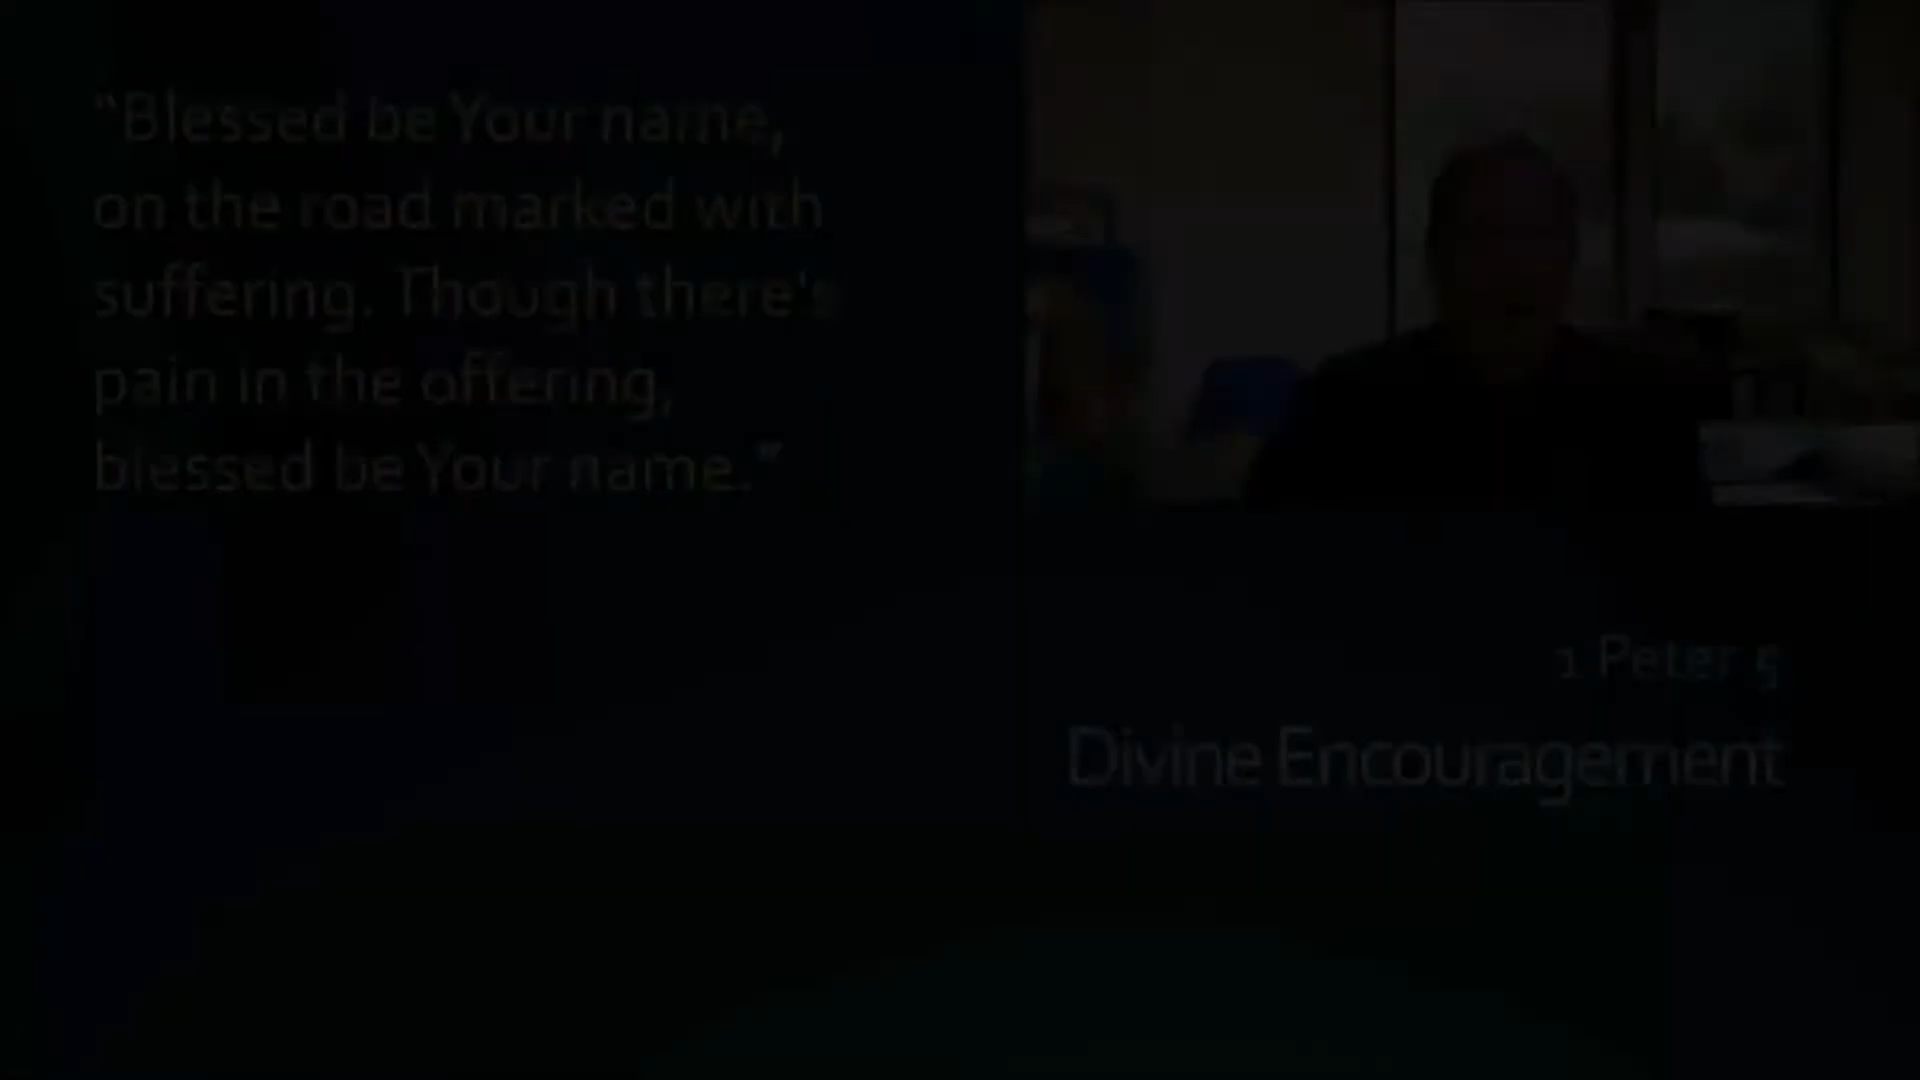 “Blessed be Your name,
on the road marked with
suffering. Though there's
pain in the offering,
blessed be Your name.”
1 Peter 5
Divine Encouragement